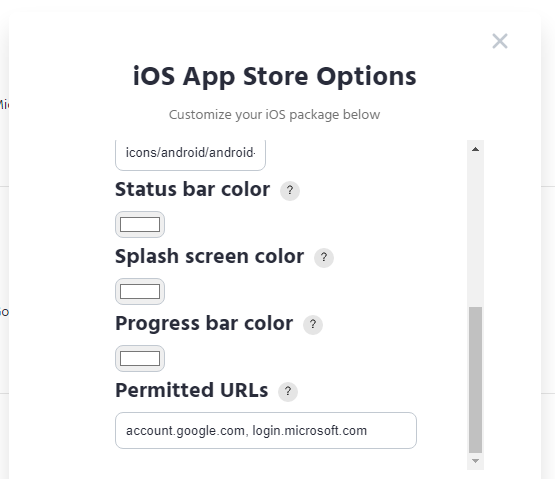 iOS App Store Options
Customize your iOS package below
icons/android/android-
Status bar color ?
Splash screen color ?
Progress bar color ?
Permitted URLs ?
account.google.com, login.microsoft.com